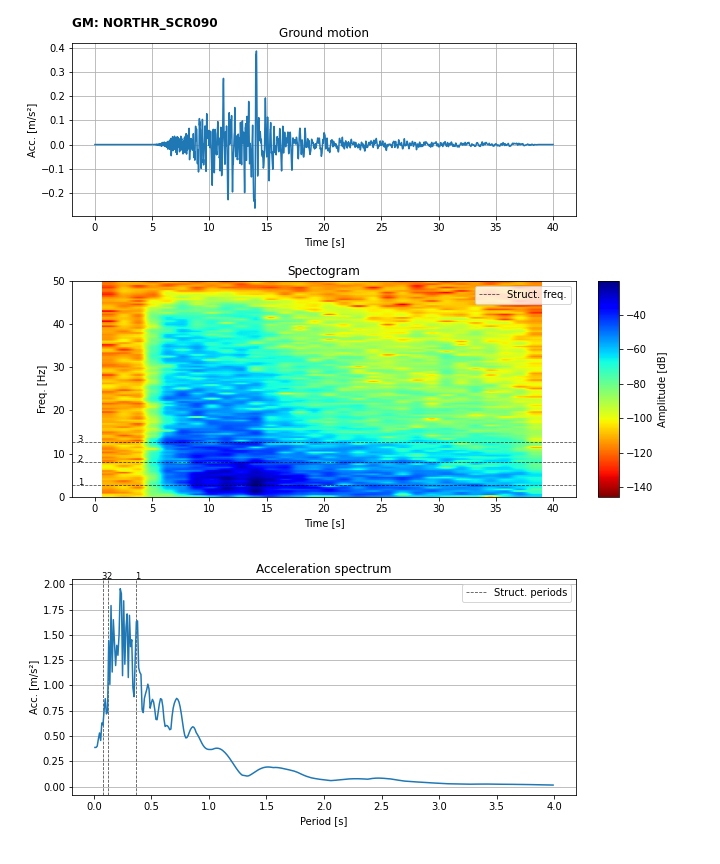 GM: NORTHR_SCR090
Ground motion
0.4
0.3
0.2
0.1
0.0
−0.1
−0.2
Acc. [m/s²]
0 5 10 15 20 25 30 35 40
Time [s]
Spectogram
50
40
30
20
10
0
Freq. [Hz]
Struct. freq.
3
2
1
0 5 10 15 20 25 30 35 40
Time [s]
−40
−60
−80
−100
−120
−140
Amplitude [dB]
Acceleration spectrum
3 2 1
2.00
1.75
1.50
1.25
1.00
0.75
0.50
0.25
0.00
Acc. [m/s²]
Struct. periods
0.0 0.5 1.0 1.5 2.0 2.5 3.0 3.5 4.0
Period [s]